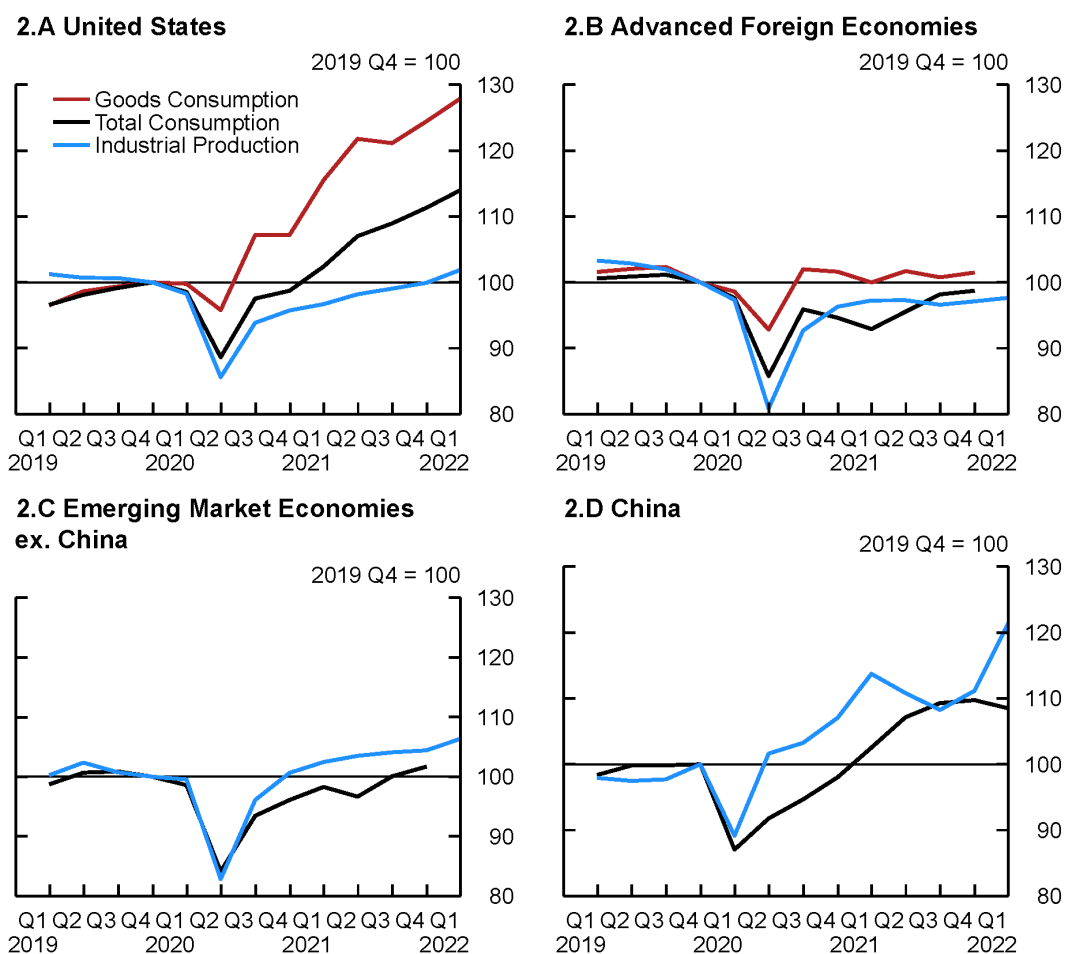 2.A United States
2019 Q4 = 100
Goods Consumption
Total Consumption
Industrial Production
130
120
110
100
90
80
Q1 Q2 Q3 Q4 Q1 Q2 Q3 Q4 Q1 Q2 Q3 Q4 Q1
2019 2020 2021 2022
2.B Advanced Foreign Economies
2019 Q4 = 100
130
120
110
100
90
80
Q1 Q2 Q3 Q4 Q1 Q2 Q3 Q4 Q1 Q2 Q3 Q4 Q1
2019 2020 2021 2022
2.C Emerging Market Economies
ex. China
2019 Q4 = 100
130
120
110
100
90
80
Q1 Q2 Q3 Q4 Q1 Q2 Q3 Q4 Q1 Q2 Q3 Q4 Q1
2019 2020 2021 2022
2.D China
2019 Q4 = 100
130
120
110
100
90
80
Q1 Q2 Q3 Q4 Q1 Q2 Q3 Q4 Q1 Q2 Q3 Q4 Q1
2019 2020 2021 2022